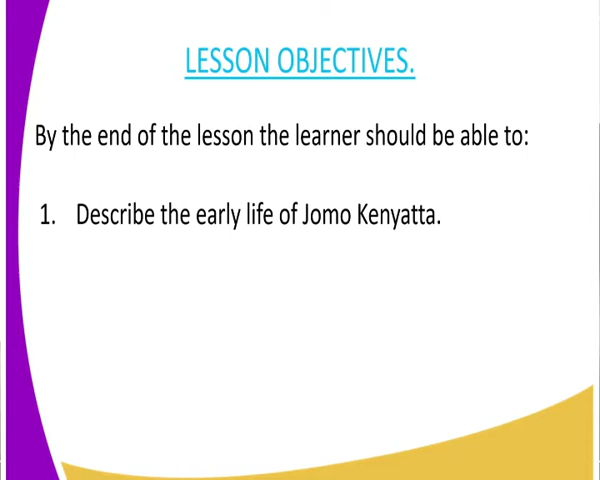 LESSON OBJECTIVES.
By the end of the lesson the learner should be able to:
1. Describe the early life of Jomo Kenyatta.